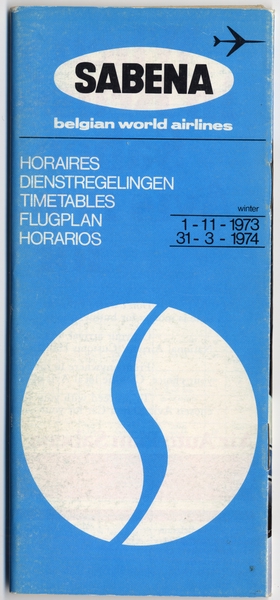 SABENA
belgian world airlines
HORAIRES
DIENSTREGELINGEN
TIMETABLES
FLUGPLAN
HORARIOS
winter
1 - 11 - 1973
31 - 3 - 1974